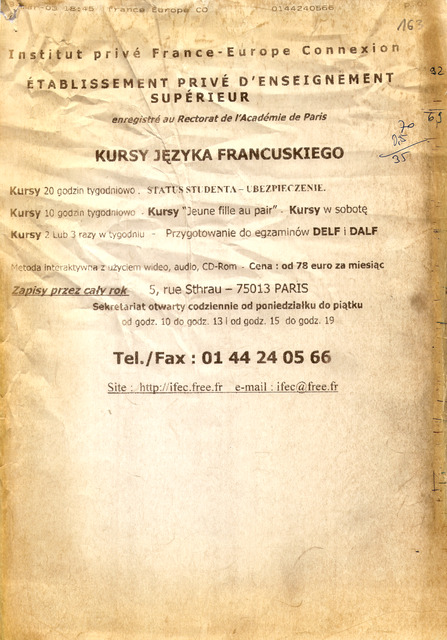 18:45 France Europe CO 0144240566
163
Institut privé France-Europe Connexion
ÉTABLISSEMENT PRIVÉ D'ENSEIGNEMENT
SUPÉRIEUR
enregistré au Rectorat de l'Académie de Paris
KURSY JĘZYKA FRANCUSKIEGO
Kursy 20 godzin tygodniowo . STATUS STUDENTA – UBEZPIECZENIE.
Kursy 10 godzin tygodniowo - Kursy "Jeune fille au pair" - Kursy w sobotę
Kursy 2 Lub 3 razy w tygodniu - Przygotowanie do egzaminów DELF i DALF
Metoda interaktywna z użyciem wideo, audio, CD-Rom - Cena : od 78 euro za miesiąc
Zapisy przez cały rok 5, rue Sthrau – 75013 PARIS
Sekretariat otwarty codziennie od poniedziałku do piątku
od godz. 10 do godz. 13 i od godz. 15 do godz. 19
Tel./Fax : 01 44 24 05 66
Site : http://ifec.free.fr e-mail : ifec@free.fr